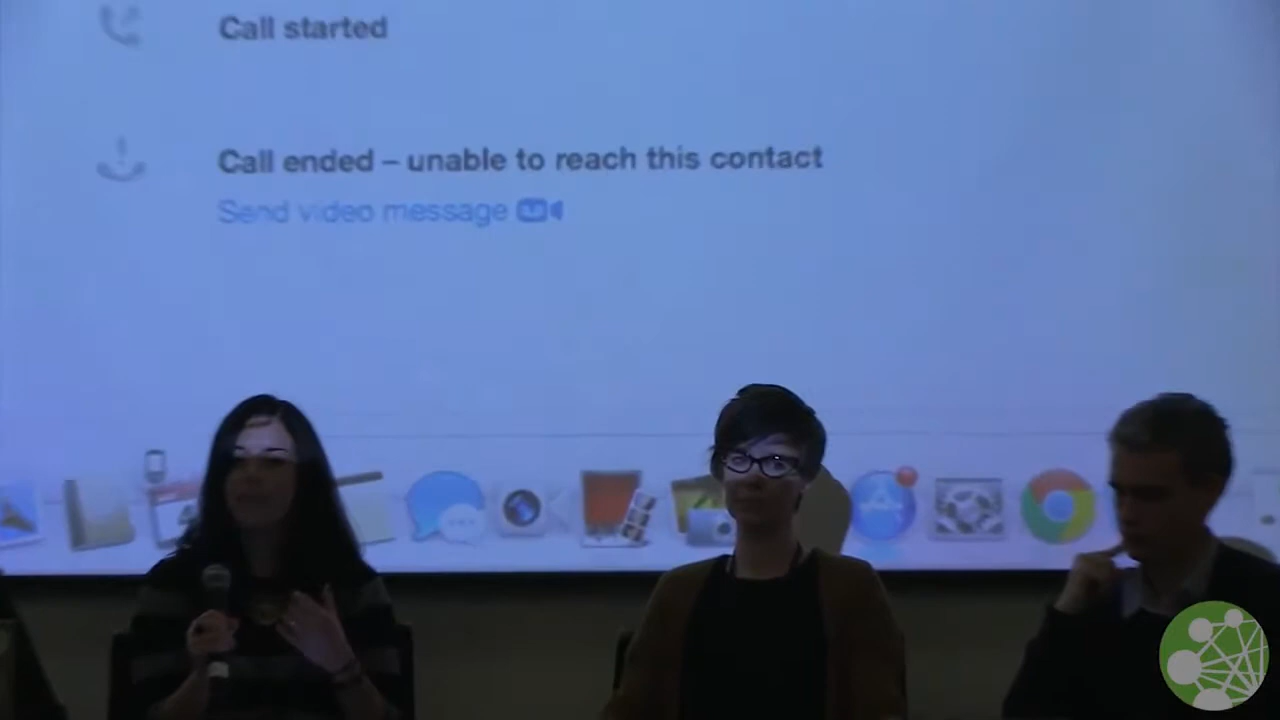 Call started
Call ended – unable to reach this contact
Send video message